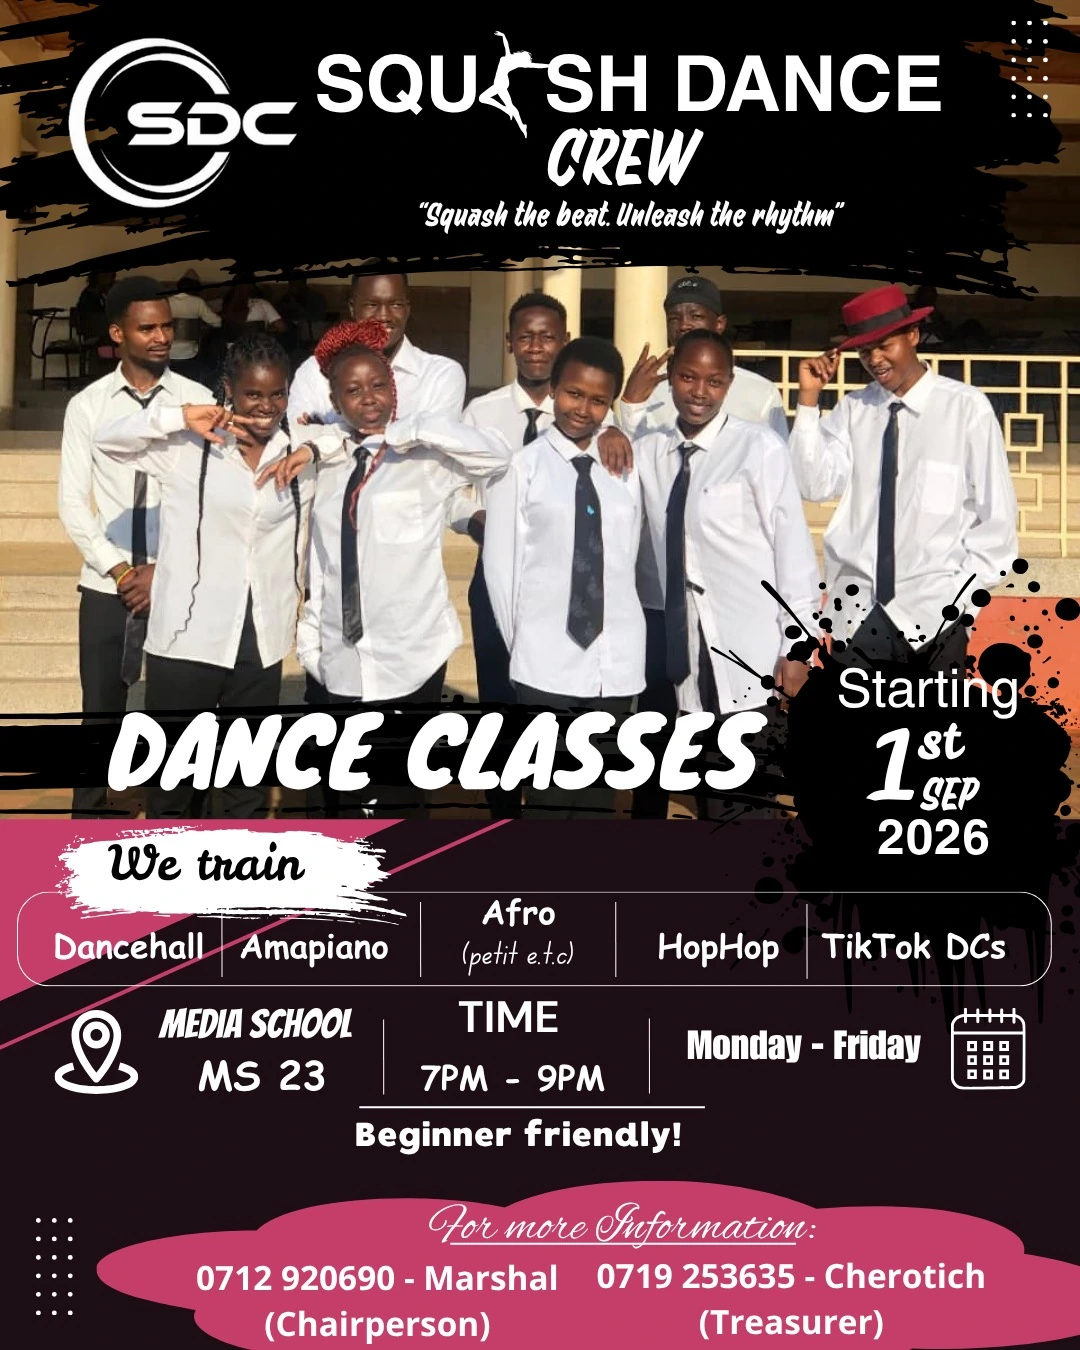 SDC
SQUASH DANCE
CREW
"Squash the beat. Unleash the rhythm"
DANCE CLASSES
Starting
1st
SEP
2026
We train
Dancehall
Amapiano
Afro
(petit e.t.c)
HopHop
TikTok DCs
MEDIA SCHOOL
MS 23
TIME
7PM - 9PM
Monday - Friday
Beginner friendly!
For more Information:
0712 920690 - Marshal
(Chairperson)
0719 253635 - Cherotich
(Treasurer)